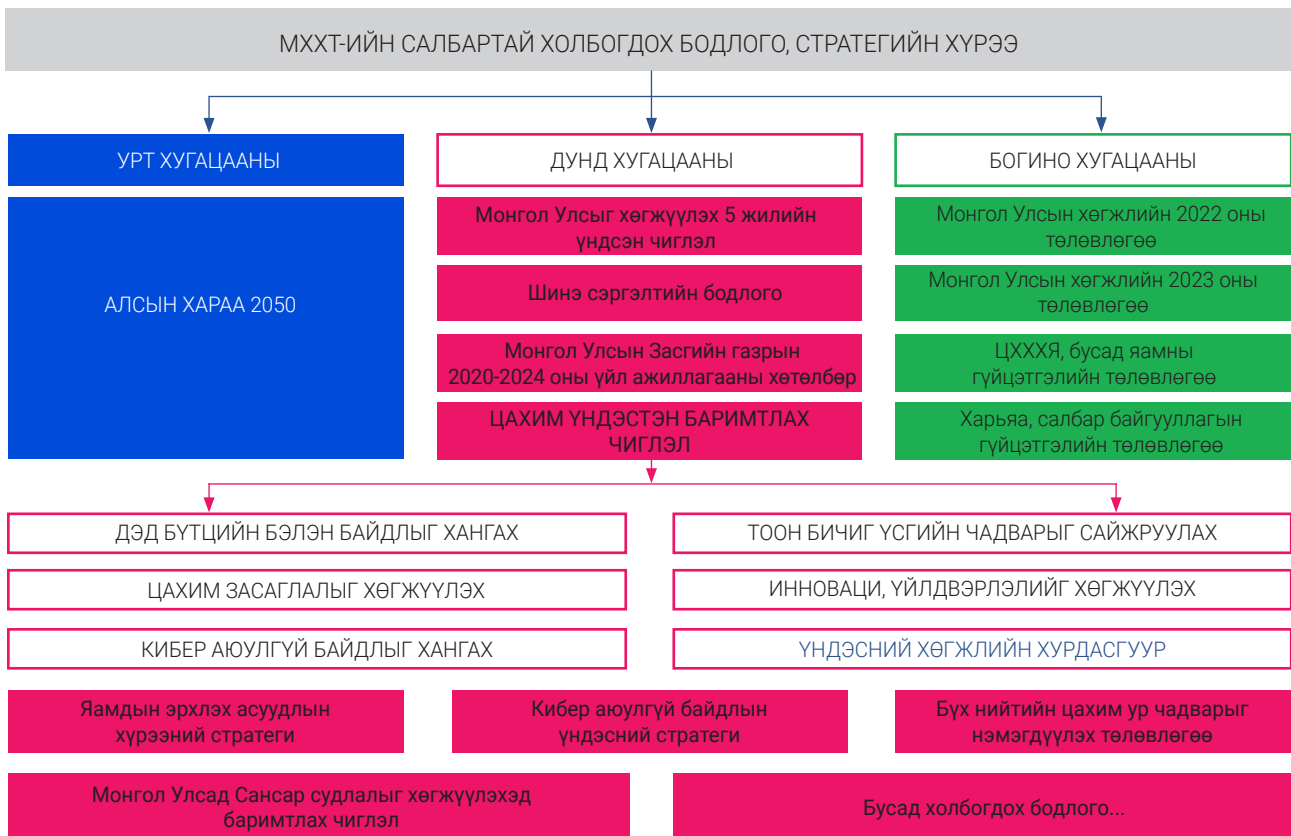 МХХТ-ИЙН САЛБАРТАЙ ХОЛБОГДОХ БОДЛОГО, СТРАТЕГИЙН ХҮРЭЭ
УРТ ХУГАЦААНЫ
АЛСЫН ХАРАА 2050
ДУНД ХУГАЦААНЫ
Монгол Улсыг хөгжүүлэх 5 жилийн
үндсэн чиглэл
Шинэ сэргэлтийн бодлого
Монгол Улсын Засгийн газрын
2020-2024 оны үйл ажиллагааны хөтөлбөр
ЦАХИМ ҮНДЭСТЭН БАРИМТЛАХ
ЧИГЛЭЛ
БОГИНО ХУГАЦААНЫ
Монгол Улсын хөгжлийн 2022 оны
төлөвлөгөө
Монгол Улсын хөгжлийн 2023 оны
төлөвлөгөө
ЦХХХЯ, бусад яамны
гүйцэтгэлийн төлөвлөгөө
Харьяа, салбар байгууллагын
гүйцэтгэлийн төлөвлөгөө
ДЭД БҮТЦИЙН БЭЛЭН БАЙДЛЫГ ХАНГАХ
ТООН БИЧИГ ҮСГИЙН ЧАДВАРЫГ САЙЖРУУЛАХ
ЦАХИМ ЗАСАГЛАЛЫГ ХӨГЖҮҮЛЭХ
ИННОВАЦИ, ҮЙЛДВЭРЛЭЛИЙГ ХӨГЖҮҮЛЭХ
КИБЕР АЮУЛГҮЙ БАЙДЛЫГ ХАНГАХ
ҮНДЭСНИЙ ХӨГЖЛИЙН ХУРДАСГУУР
Яамдын эрхлэх асуудлын
хүрээний стратеги
Кибер аюулгүй байдлын
үндэсний стратеги
Бүх нийтийн цахим ур чадварыг
нэмэгдүүлэх төлөвлөгөө
Монгол Улсад Сансар судлалыг хөгжүүлэхэд
баримтлах чиглэл
Бусад холбогдох бодлого...